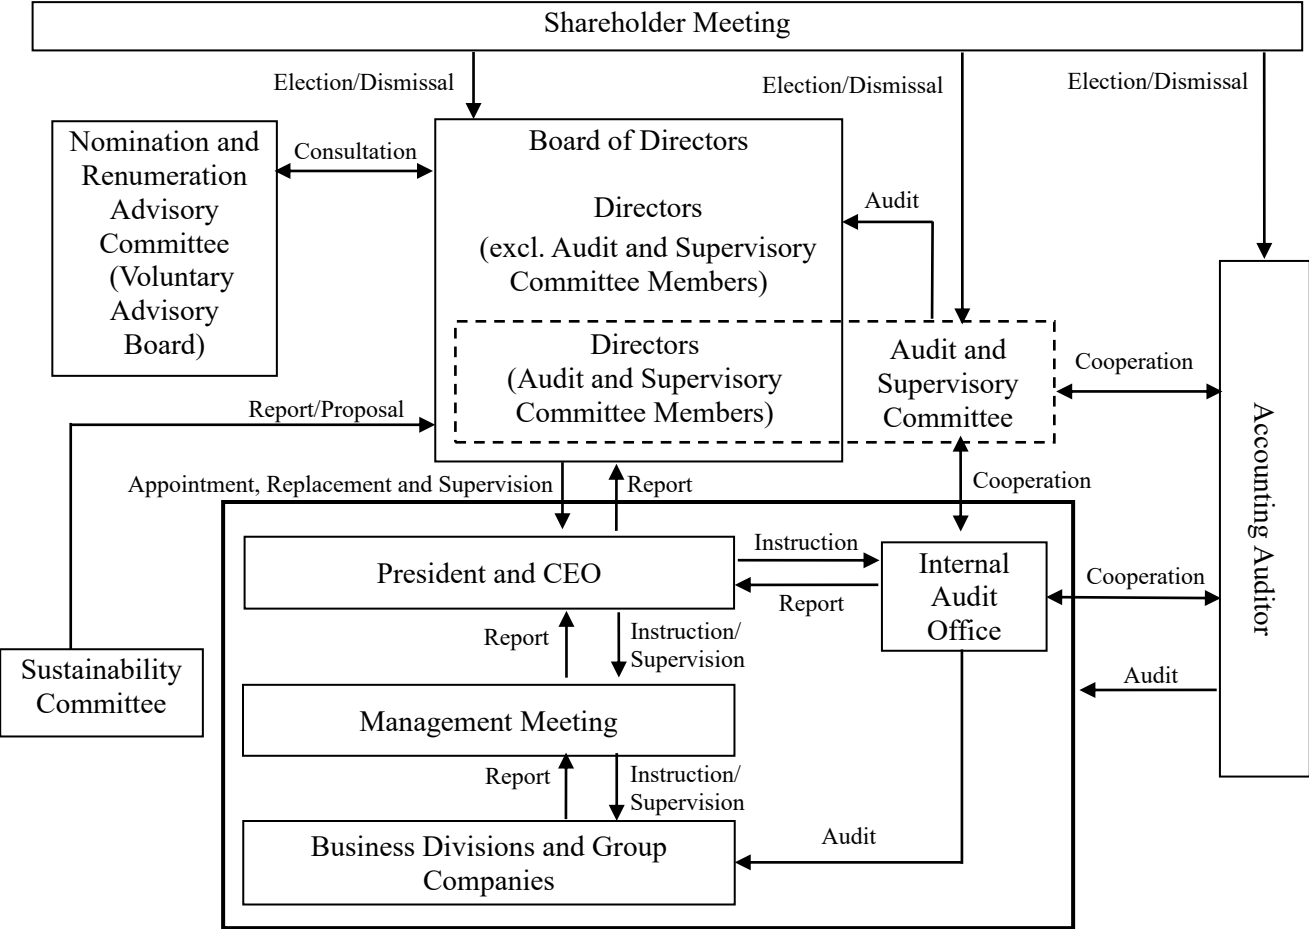 Shareholder Meeting
Election/Dismissal
Election/Dismissal
Election/Dismissal
Nomination and
Renumeration
Advisory
Committee
(Voluntary
Advisory
Board)
Consultation
Board of Directors
Directors
(excl. Audit and Supervisory
Committee Members)
Audit
Directors
(Audit and Supervisory
Committee Members)
Audit and
Supervisory
Committee
Cooperation
Accounting Auditor
Report/Proposal
Appointment, Replacement and Supervision
Report
Cooperation
President and CEO
Instruction
Report
Internal
Audit
Office
Cooperation
Report
Instruction/
Supervision
Sustainability
Committee
Audit
Management Meeting
Report
Instruction/
Supervision
Business Divisions and Group
Companies
Audit